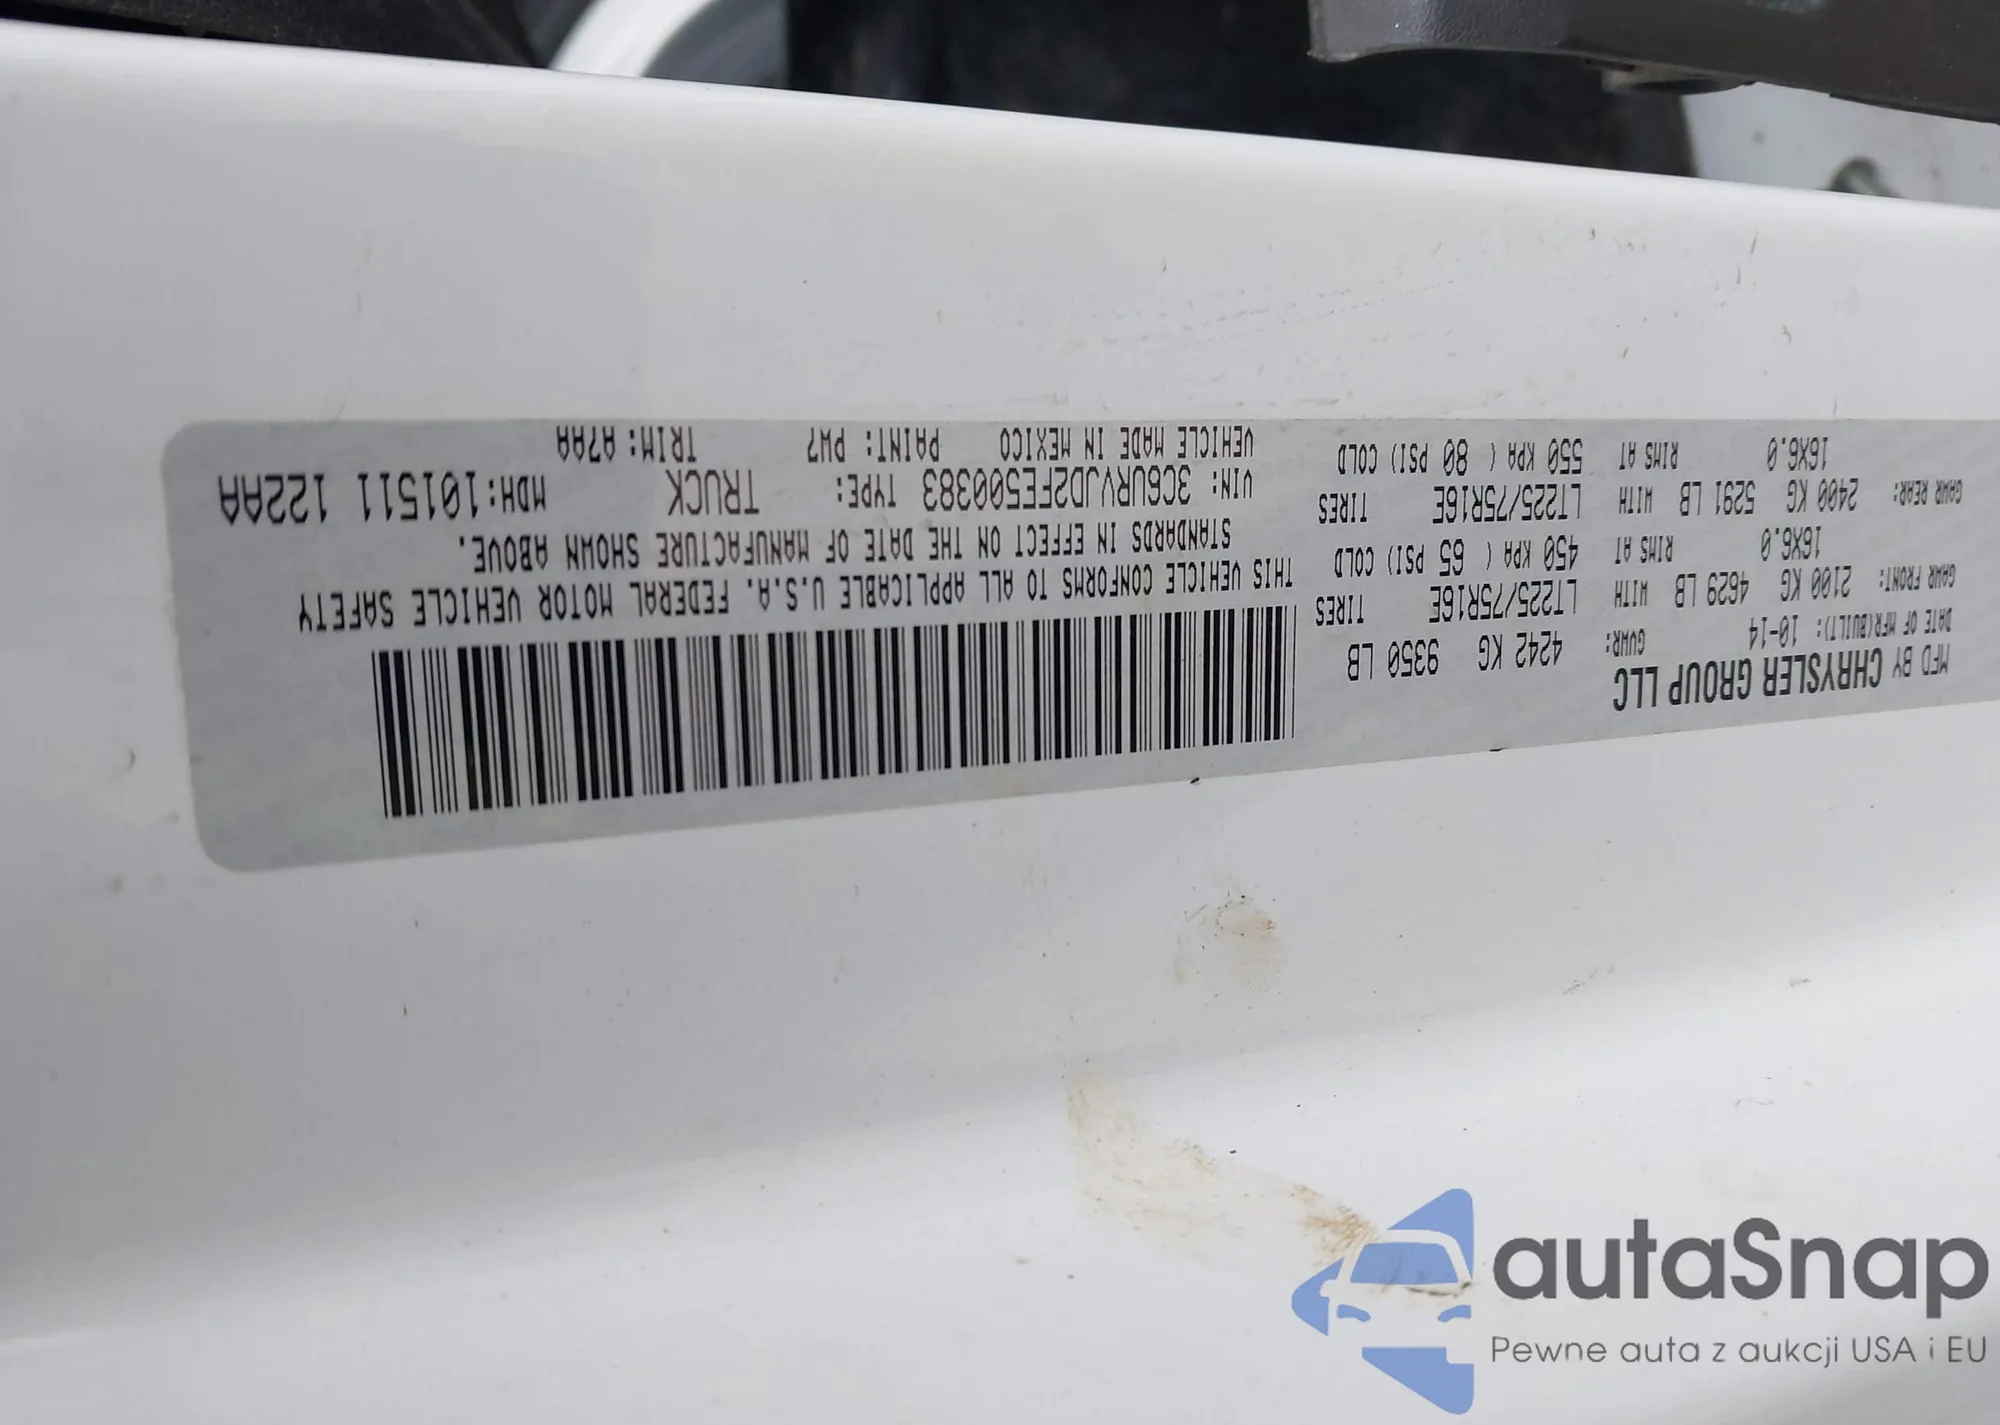 MFD BY CHRYSLER GROUP LLC
DATE OF MFR(BUILT): 10-14 GVWR: 4242 KG 9350 LB
GAWR FRONT: 2100 KG 4629 LB WITH LT225/75R16E TIRES
16X6.0 RIMS AT 450 KPA ( 65 PSI) COLD
GAWR REAR: 2400 KG 5291 LB WITH LT225/75R16E TIRES
16X6.0 RIMS AT 550 KPA ( 80 PSI) COLD
THIS VEHICLE CONFORMS TO ALL APPLICABLE U.S.A. FEDERAL MOTOR VEHICLE SAFETY
STANDARDS IN EFFECT ON THE DATE OF MANUFACTURE SHOWN ABOVE.
VIN: 3C6URVJD2FE500383 TYPE: TRUCK MDH:101511 122AA
VEHICLE MADE IN MEXICO PAINT: PW7 TRIM: A7AA
autaSnap
Pewne auta z aukcji USA i EU